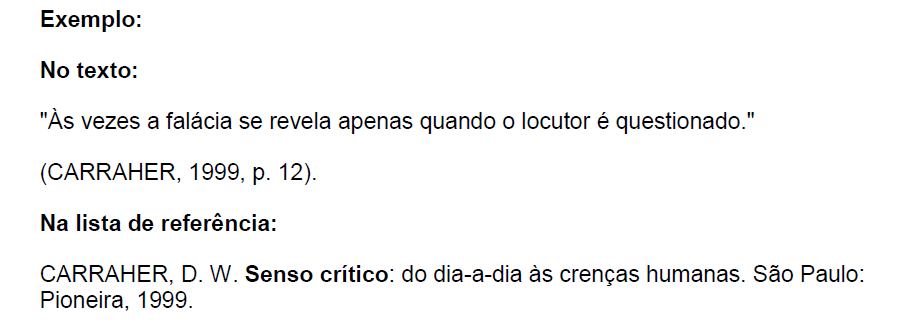 Exemplo:
No texto:
"Às vezes a falácia se revela apenas quando o locutor é questionado."
(CARRAHER, 1999, p. 12).
Na lista de referência:
CARRAHER, D. W. Senso crítico: do dia-a-dia às crenças humanas. São Paulo:
Pioneira, 1999.